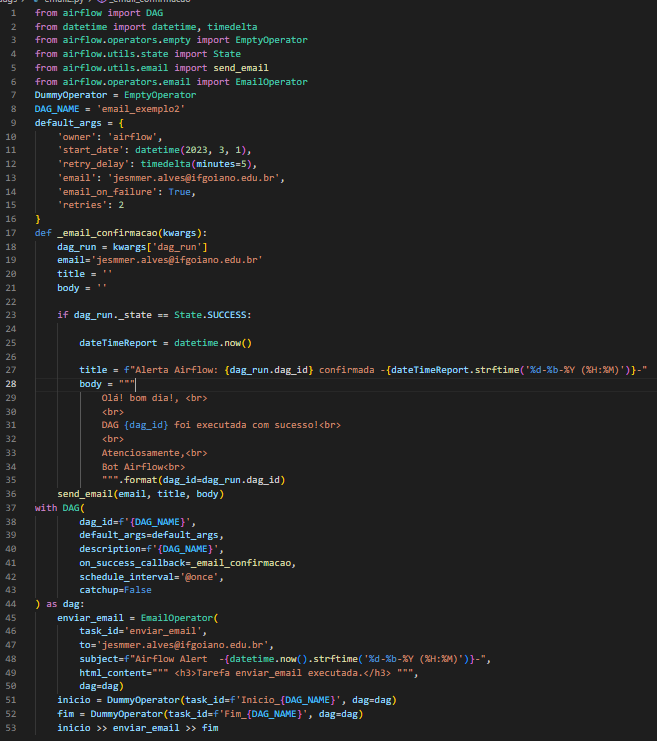 1 from airflow import DAG
2 from datetime import datetime, timedelta
3 from airflow.operators.empty import EmptyOperator
4 from airflow.utils.state import State
5 from airflow.utils.email import send_email
6 from airflow.operators.email import EmailOperator
7 DummyOperator = EmptyOperator
8 DAG_NAME = 'email_exemplo2'
9 default_args = {
10     'owner': 'airflow',
11     'start_date': datetime(2023, 3, 1),
12     'retry_delay': timedelta(minutes=5),
13     'email': 'jesmmer.alves@ifgoiano.edu.br',
14     'email_on_failure': True,
15     'retries': 2
16 }
17 def _email_confirmacao(kwargs):
18     dag_run = kwargs['dag_run']
19     email='jesmmer.alves@ifgoiano.edu.br'
20     title = ''
21     body = ''
22
23     if dag_run._state == State.SUCCESS:
24
25         dateTimeReport = datetime.now()
26
27         title = f"Alerta Airflow: {dag_run.dag_id} confirmada -{dateTimeReport.strftime('%d-%b-%Y (%H:%M)')}-"
28         body = """
29             Olá! bom dia!, <br>
30             <br>
31             DAG {dag_id} foi executada com sucesso!<br>
32             <br>
33             Atenciosamente,<br>
34             Bot Airflow<br>
35             """.format(dag_id=dag_run.dag_id)
36     send_email(email, title, body)
37 with DAG(
38         dag_id=f'{DAG_NAME}',
39         default_args=default_args,
40         description=f'{DAG_NAME}',
41         on_success_callback=_email_confirmacao,
42         schedule_interval='@once',
43         catchup=False
44 ) as dag:
45     enviar_email = EmailOperator(
46         task_id='enviar_email',
47         to='jesmmer.alves@ifgoiano.edu.br',
48         subject=f"Airflow Alert  -{datetime.now().strftime('%d-%b-%Y (%H:%M)')}-",
49         html_content=""" <h3>Tarefa enviar_email executada.</h3> """,
50         dag=dag)
51     inicio = DummyOperator(task_id=f'Inicio_{DAG_NAME}', dag=dag)
52     fim = DummyOperator(task_id=f'Fim_{DAG_NAME}', dag=dag)
53     inicio >> enviar_email >> fim